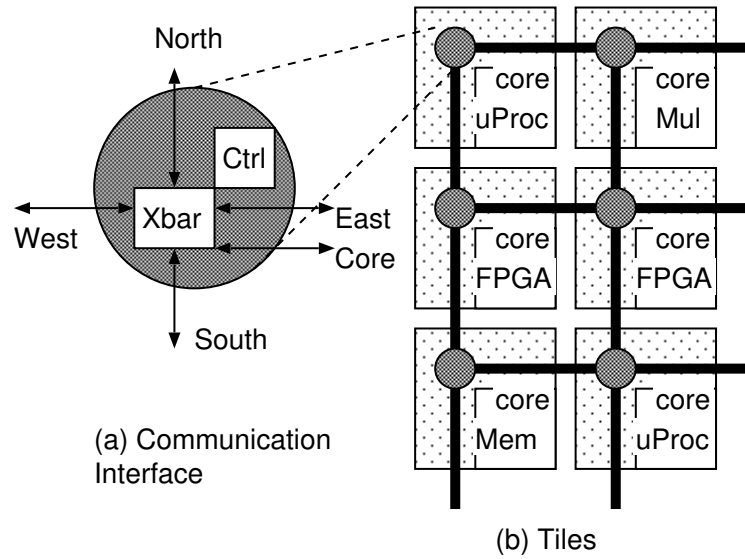 North
Ctrl
Xbar
West
East
Core
South
(a) Communication
Interface
core
uProc
core
Mul
core
FPGA
core
FPGA
core
Mem
core
uProc
(b) Tiles